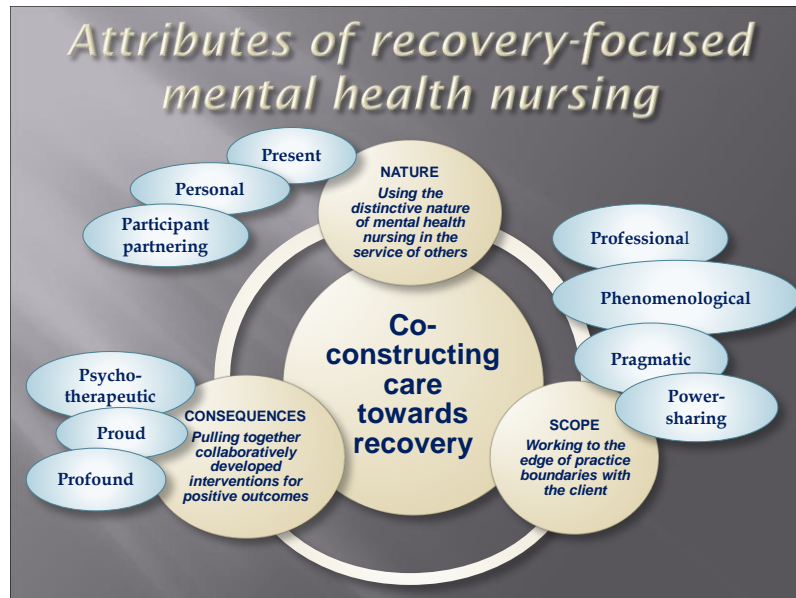 Attributes of recovery-focused
mental health nursing
Present
Personal
Participant
partnering
NATURE
Using the
distinctive nature
of mental health
nursing in the
service of others
Professional
Phenomenological
Pragmatic
Power-
sharing
Co-
constructing
care
towards
recovery
Psycho-
therapeutic
Proud
Profound
CONSEQUENCES
Pulling together
collaboratively
developed
interventions for
positive outcomes
SCOPE
Working to the
edge of practice
boundaries with
the client